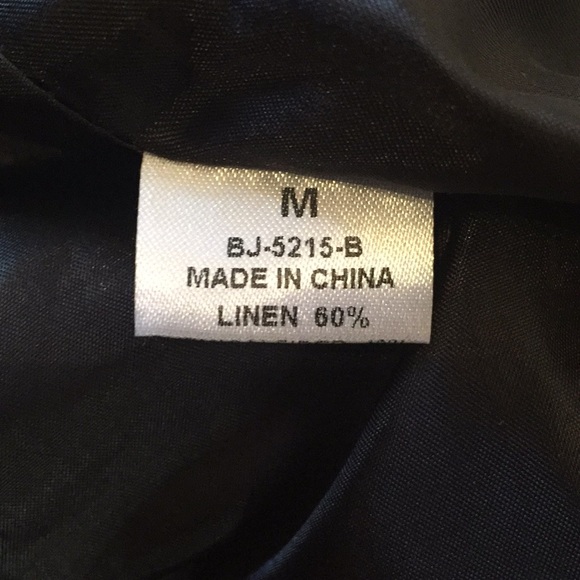 M
BJ-5215-B
MADE IN CHINA
LINEN 60%